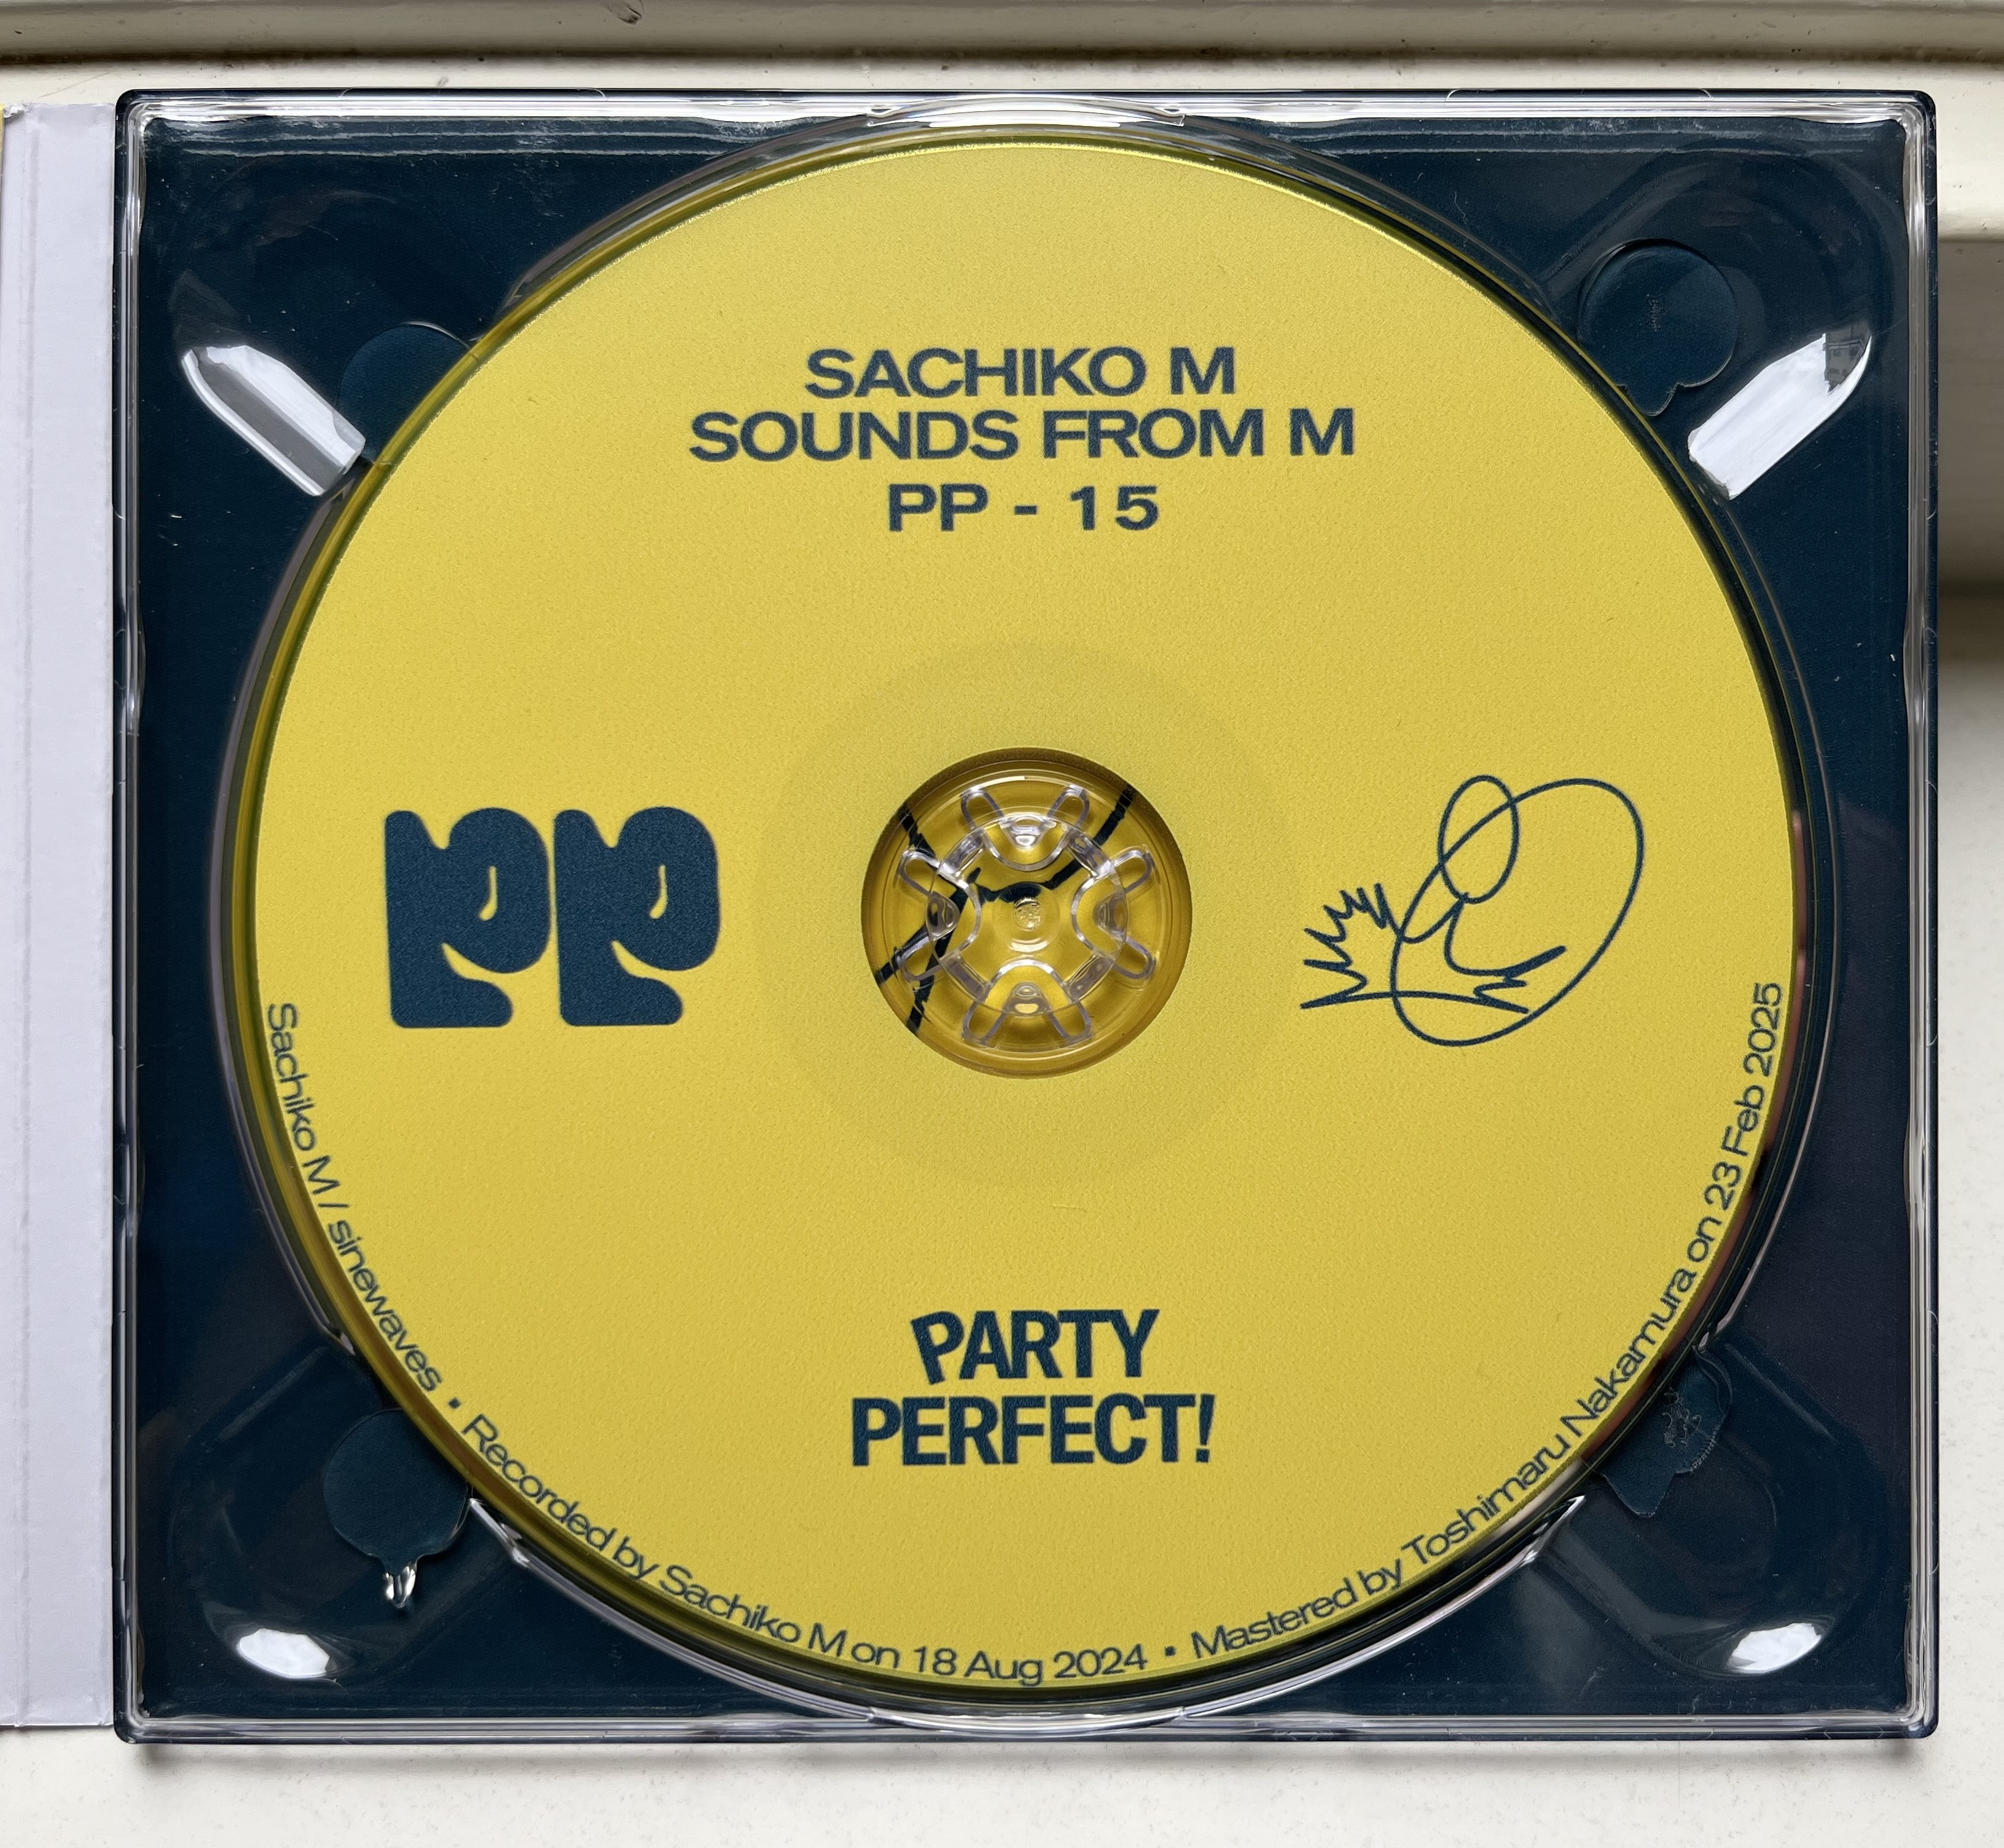 SACHIKO M
SOUNDS FROM M
PP - 15
pp
PARTY
PERFECT!
Sachiko M / sinewaves ▪ Recorded by Sachiko M on 18 Aug 2024 ▪ Mastered by Toshimaru Nakamura on 23 Feb 2025